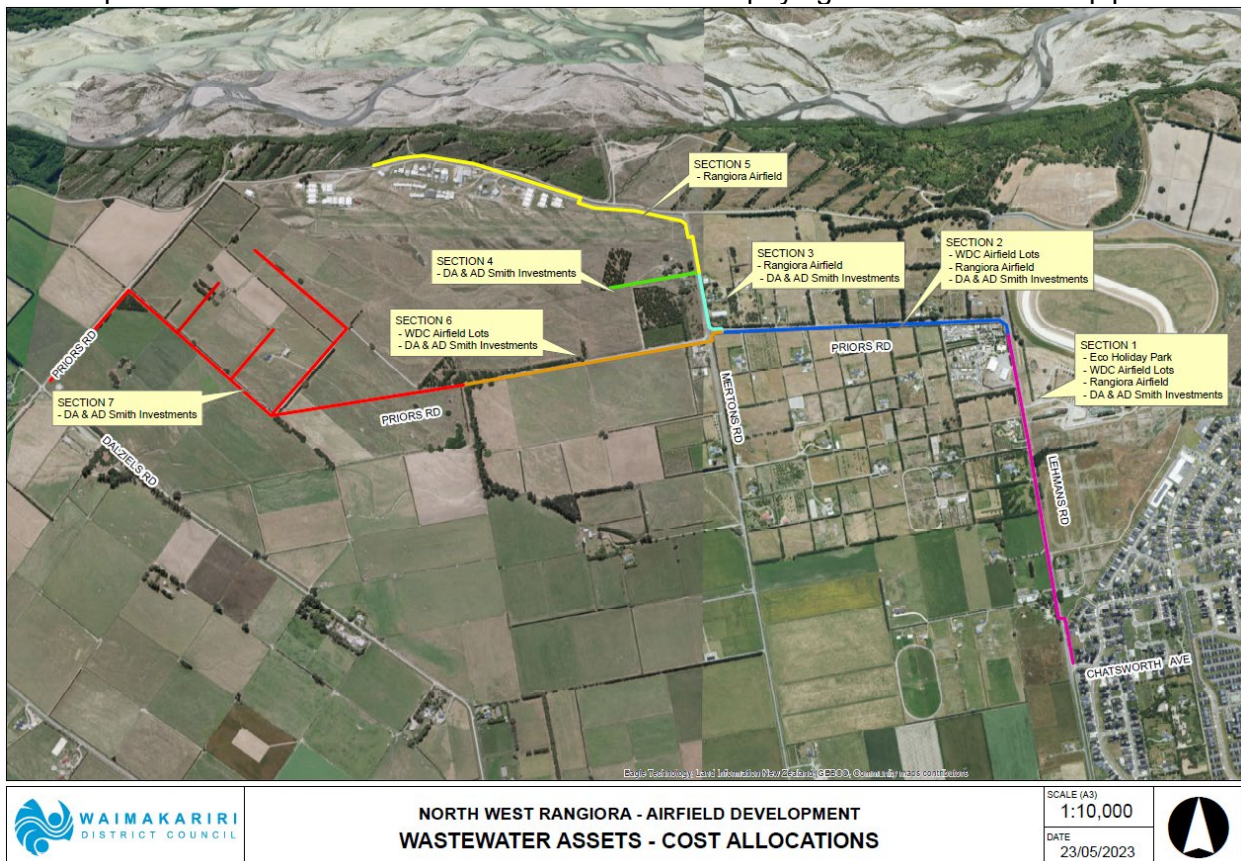 SECTION 5
- Rangiora Airfield
SECTION 4
- DA & AD Smith Investments
SECTION 3
- Rangiora Airfield
- DA & AD Smith Investments
SECTION 2
- WDC Airfield Lots
- Rangiora Airfield
- DA & AD Smith Investments
SECTION 6
- WDC Airfield Lots
- DA & AD Smith Investments
SECTION 1
- Eco Holiday Park
- WDC Airfield Lots
- Rangiora Airfield
- DA & AD Smith Investments
SECTION 7
- DA & AD Smith Investments
PRIORS RD
PRIORS RD
PRIORS RD
DALZIELS RD
MERTONS RD
LEHMANS RD
CHATSWORTH AVE
Eagle Technology, Land Information New Zealand, GEBCO, Community maps contributors
WAIMAKARIRI
DISTRICT COUNCIL
NORTH WEST RANGIORA - AIRFIELD DEVELOPMENT
WASTEWATER ASSETS - COST ALLOCATIONS
SCALE (A3)
1:10,000
DATE
23/05/2023